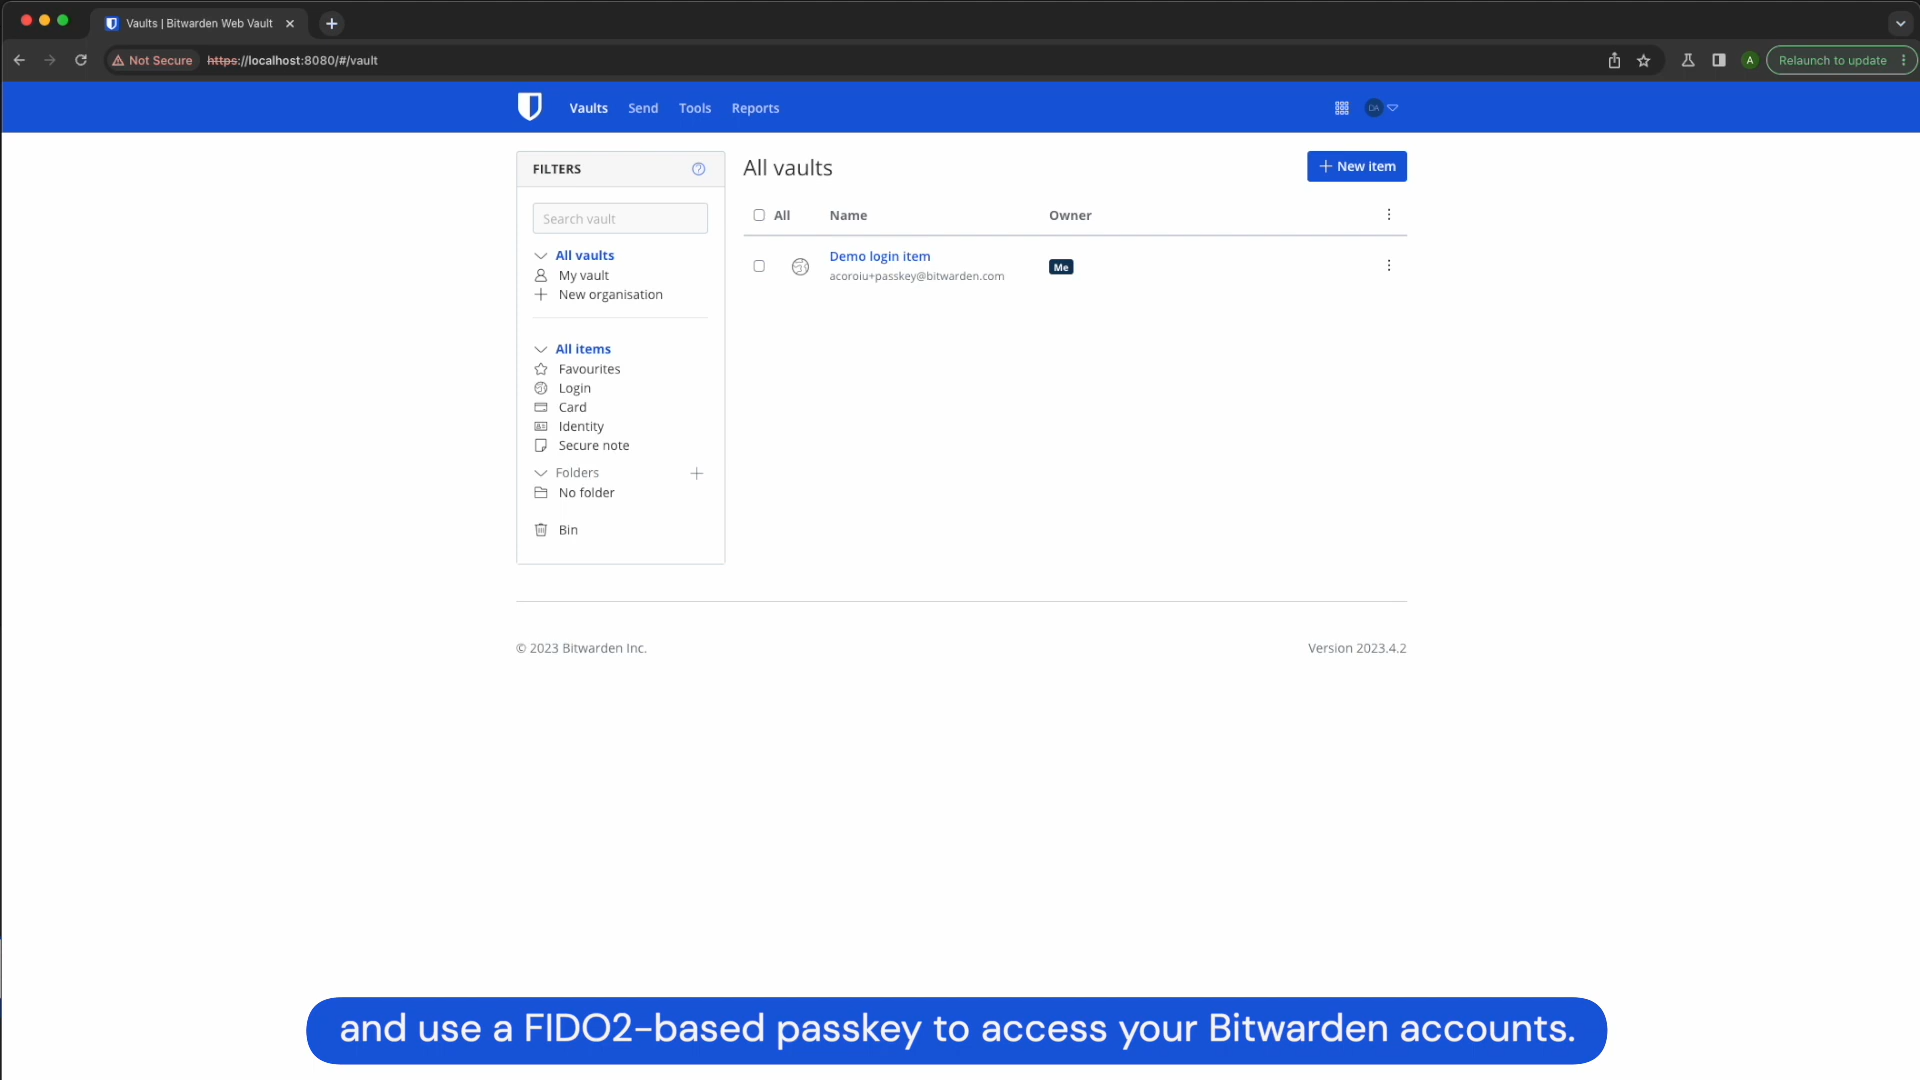 Vaults | Bitwarden Web Vault
Not Secure https://localhost:8080/#/vault
A
Relaunch to update
Vaults Send Tools Reports
DA
FILTERS
Search vault
All vaults
My vault
New organisation
All items
Favourites
Login
Card
Identity
Secure note
Folders
No folder
Bin
All vaults
New item
All Name Owner
Demo login item
acoroiu+passkey@bitwarden.com
Me
© 2023 Bitwarden Inc.
Version 2023.4.2
and use a FIDO2-based passkey to access your Bitwarden accounts.